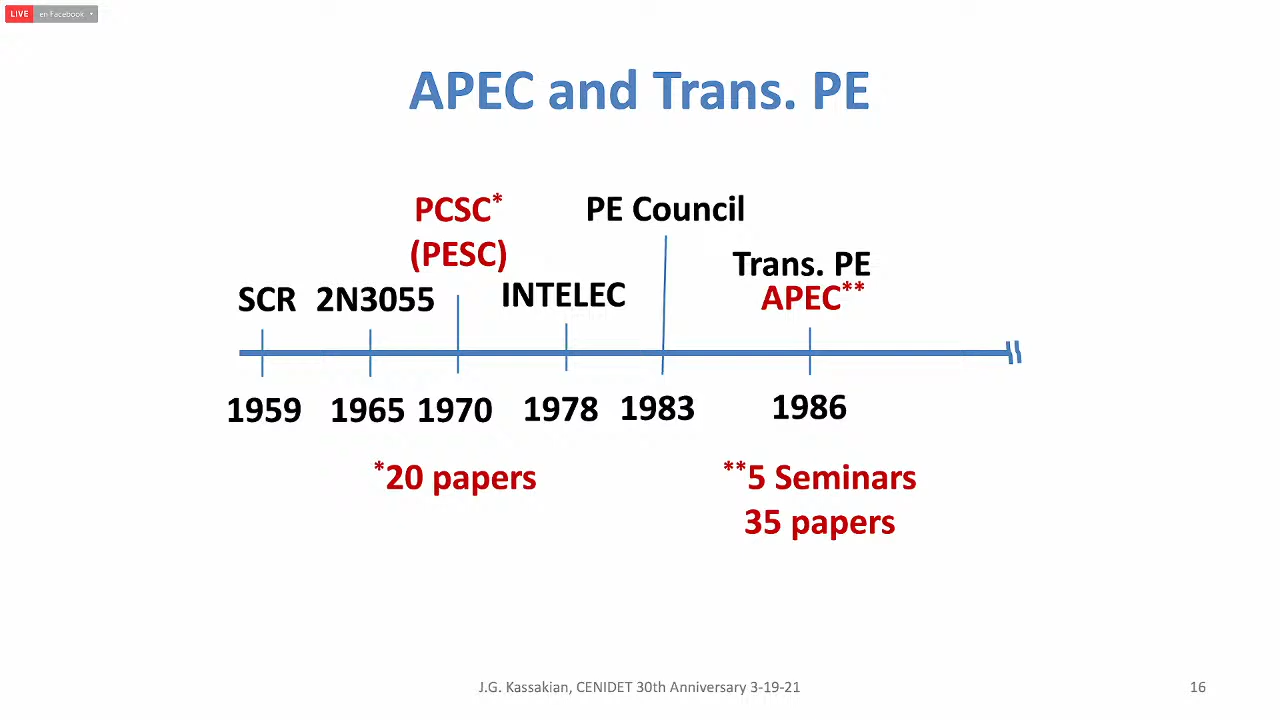 LIVE en Facebook
APEC and Trans. PE
PCSC* PE Council
(PESC)
Trans. PE
SCR 2N3055 INTELEC APEC**
1959 1965 1970 1978 1983 1986
*20 papers **5 Seminars
35 papers
J.G. Kassakian, CENIDET 30th Anniversary 3-19-21 16